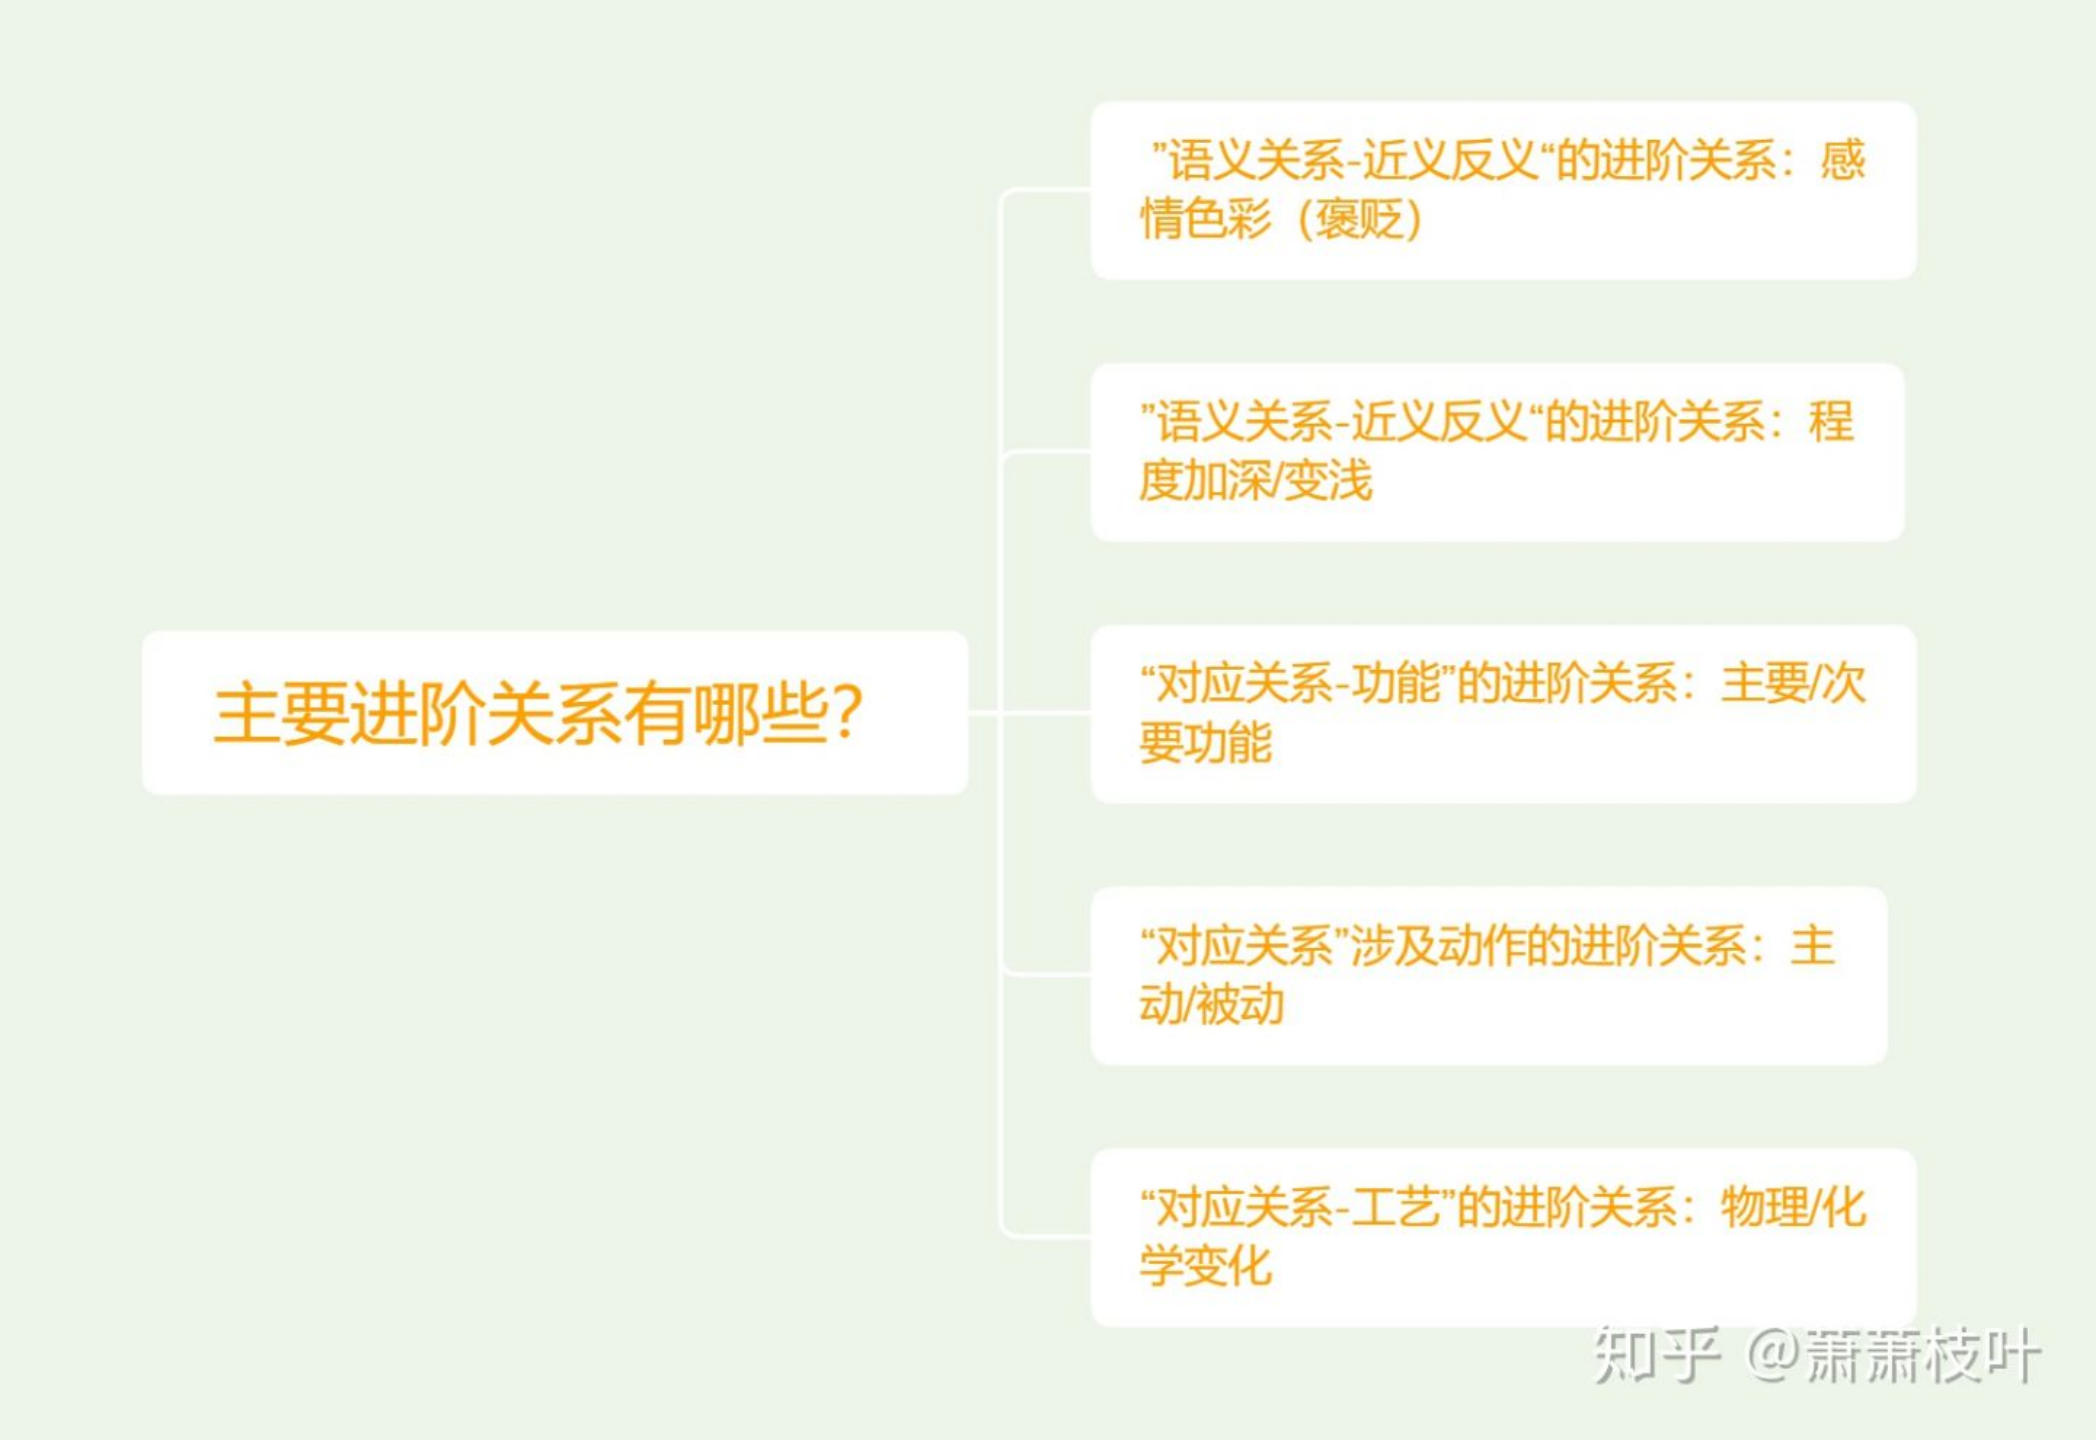 ”语义关系-近义反义“的进阶关系：感
情色彩（褒贬）
”语义关系-近义反义“的进阶关系：程
度加深/变浅
主要进阶关系有哪些？
“对应关系-功能”的进阶关系：主要/次
要功能
“对应关系”涉及动作的进阶关系：主
动/被动
“对应关系-工艺”的进阶关系：物理/化
学变化
知乎 @萧萧枝叶